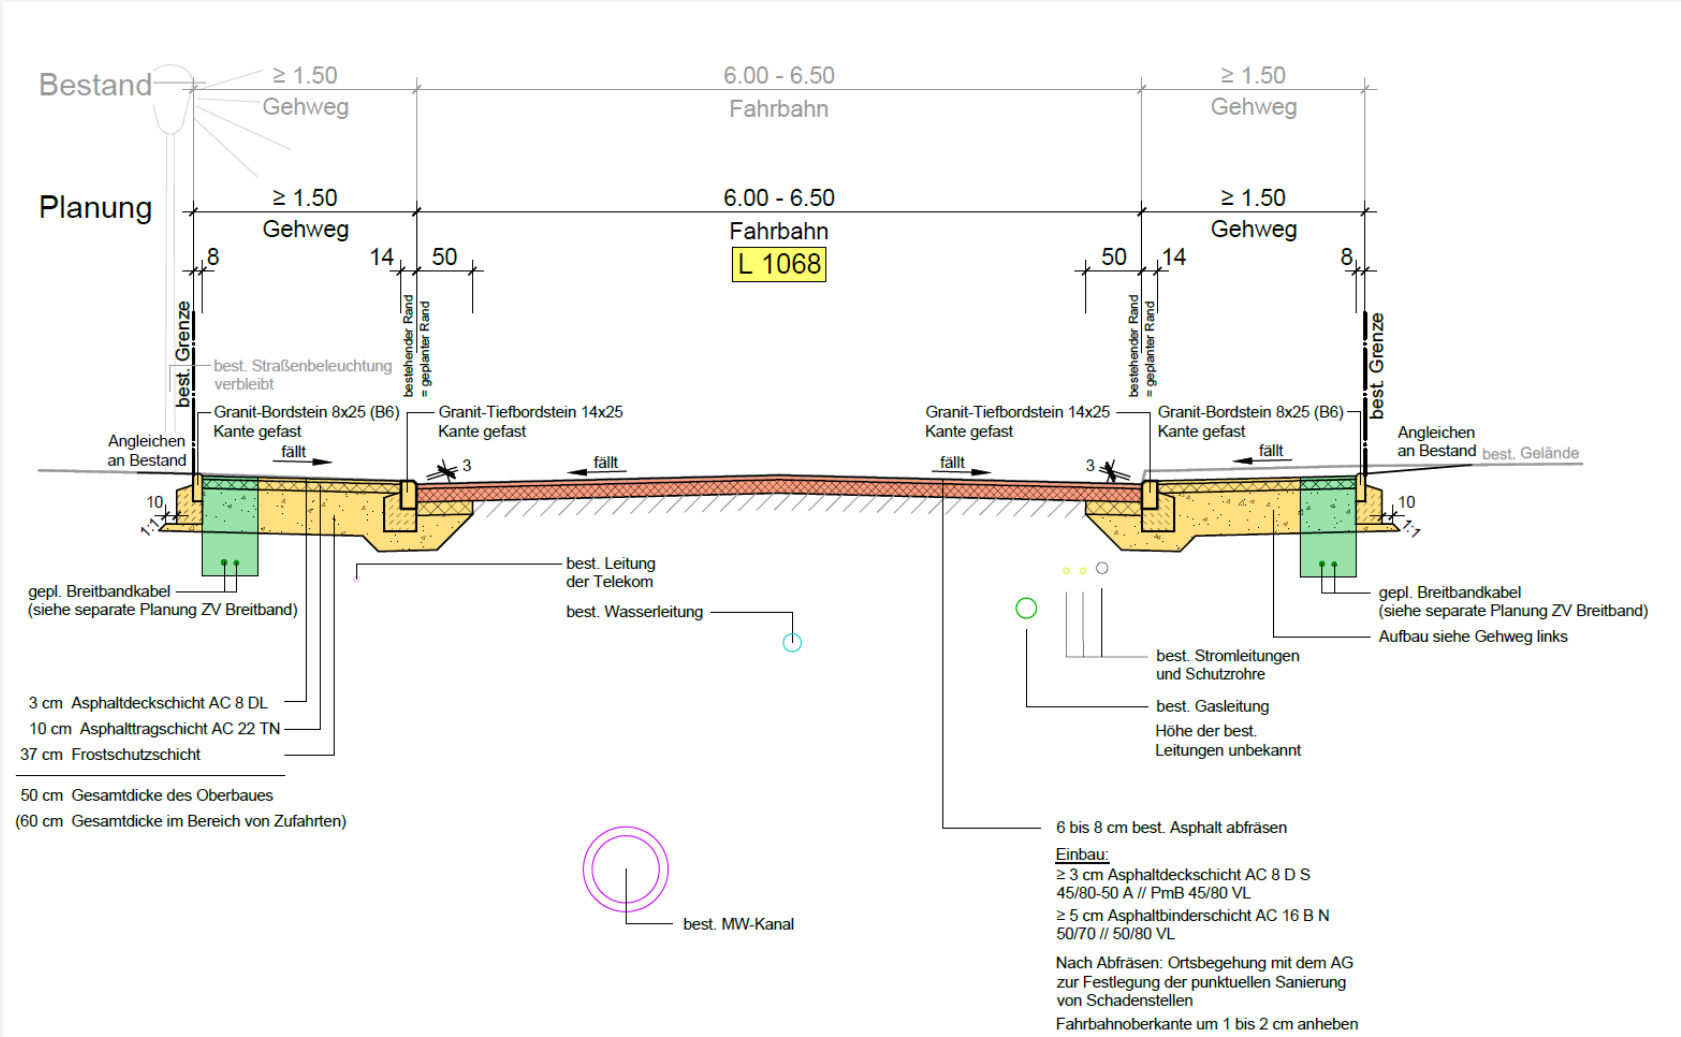 Bestand
≥ 1.50
Gehweg
6.00 - 6.50
Fahrbahn
≥ 1.50
Gehweg
Planung
≥ 1.50
Gehweg
6.00 - 6.50
Fahrbahn
L 1068
≥ 1.50
Gehweg
8
14
50
50
14
8
best. Grenze
bestehender Rand
= geplanter Rand
bestehender Rand
= geplanter Rand
best. Grenze
best. Straßenbeleuchtung
verbleibt
Granit-Bordstein 8x25 (B6)
Kante gefast
Granit-Tiefbordstein 14x25
Kante gefast
Granit-Tiefbordstein 14x25
Kante gefast
Granit-Bordstein 8x25 (B6)
Kante gefast
Angleichen
an Bestand
Angleichen
an Bestand
best. Gelände
fällt
3
fällt
fällt
3
fällt
10
1:1
10
1:1
gepl. Breitbandkabel
(siehe separate Planung ZV Breitband)
best. Leitung
der Telekom
best. Wasserleitung
gepl. Breitbandkabel
(siehe separate Planung ZV Breitband)
Aufbau siehe Gehweg links
best. Stromleitungen
und Schutzrohre
best. Gasleitung
Höhe der best.
Leitungen unbekannt
3 cm Asphaltdeckschicht AC 8 DL
10 cm Asphalttragschicht AC 22 TN
37 cm Frostschutzschicht
50 cm Gesamtdicke des Oberbaues
(60 cm Gesamtdicke im Bereich von Zufahrten)
best. MW-Kanal
6 bis 8 cm best. Asphalt abfräsen
Einbau:
≥ 3 cm Asphaltdeckschicht AC 8 D S
45/80-50 A // PmB 45/80 VL
≥ 5 cm Asphaltbinderschicht AC 16 B N
50/70 // 50/80 VL
Nach Abfräsen: Ortsbegehung mit dem AG
zur Festlegung der punktuellen Sanierung
von Schadenstellen
Fahrbahnoberkante um 1 bis 2 cm anheben